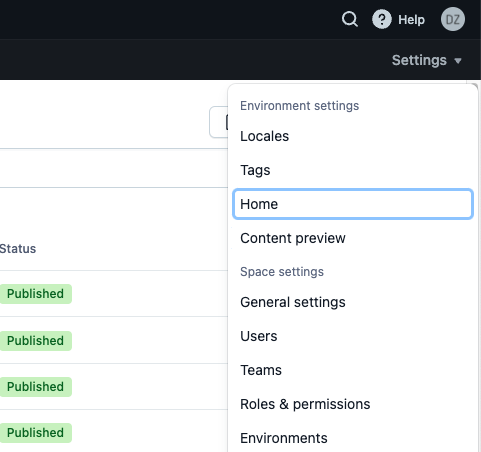 Help DZ
Settings
Environment settings
Locales
Tags
Home
Content preview
Status
Space settings
Published
General settings
Published
Users
Teams
Published
Roles & permissions
Published
Environments